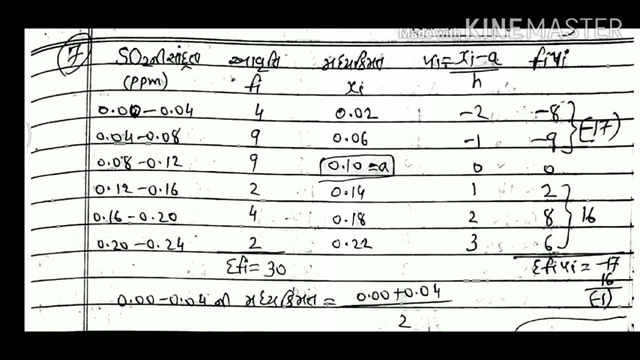 Made with KINEMASTER
7 SO₂ની સાંદ્રતા આવૃત્તિ મધ્યકિંમત ui = xi - a / h fiui
(ppm) fi xi
0.00 - 0.04 4 0.02 -2 -8
0.04 - 0.08 9 0.06 -1 -9 } (-17)
0.08 - 0.12 9 0.10 = a 0 0
0.12 - 0.16 2 0.14 1 2
0.16 - 0.20 4 0.18 2 8 } 16
0.20 - 0.24 2 0.22 3 6
Σfi = 30 Σfiui = -17
16
(-1)
0.00 - 0.04 ની મધ્યકિંમત = 0.00 + 0.04 / 2